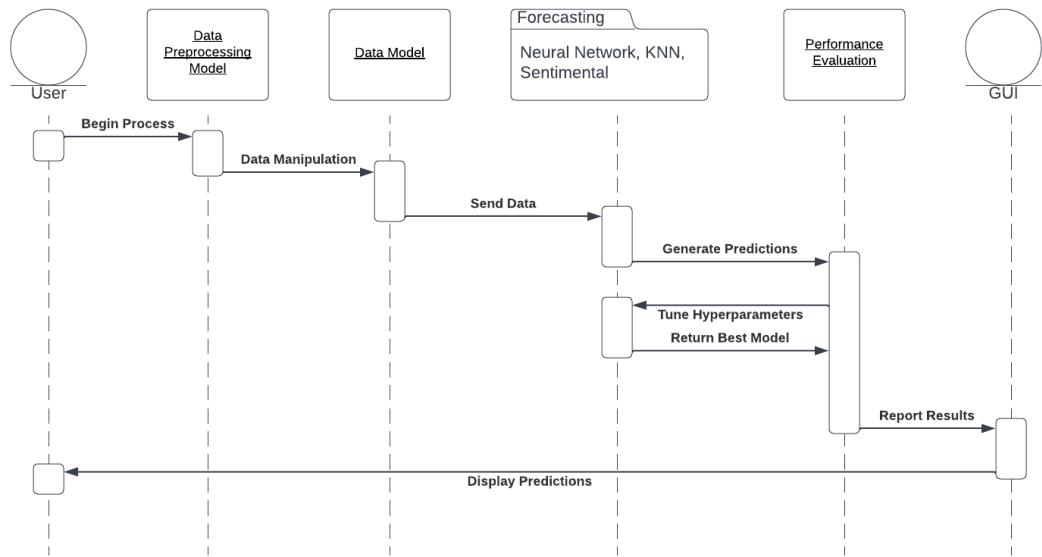 Data
Preprocessing
Model
Data Model
Forecasting
Neural Network, KNN,
Sentimental
Performance
Evaluation
User
GUI
Begin Process
Data Manipulation
Send Data
Generate Predictions
Tune Hyperparameters
Return Best Model
Report Results
Display Predictions